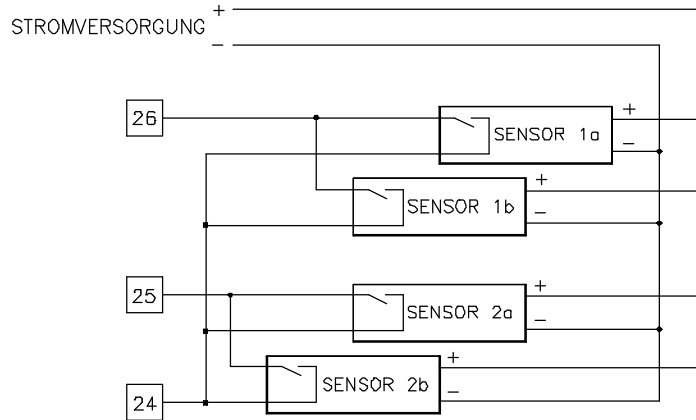 +
STROMVERSORGUNG
−
26
SENSOR 1a
+
−
SENSOR 1b
+
−
25
SENSOR 2a
+
−
SENSOR 2b
+
−
24